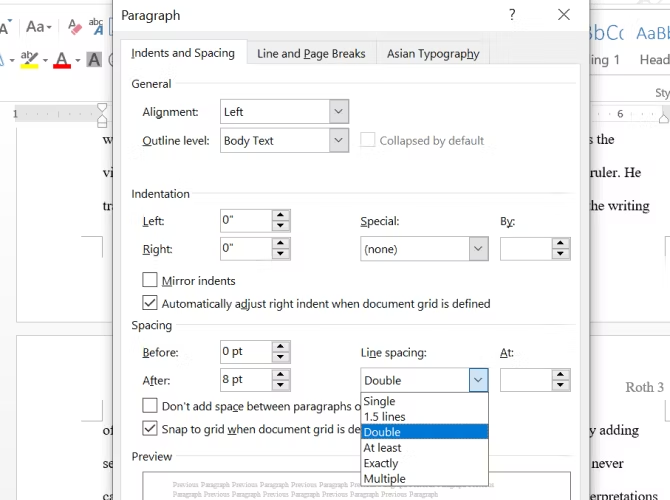 Paragraph
?
Aa
abc
A
Indents and Spacing
Line and Page Breaks
Asian Typography
ing 1
Head
General
1
6
Alignment:
Left
Outline level:
Body Text
Collapsed by default
s the
ruler. He
he writing
Indentation
Left:
0"
Special:
By:
Right:
0"
(none)
Mirror indents
Automatically adjust right indent when document grid is defined
Spacing
Before:
0 pt
Line spacing:
At:
After:
8 pt
Double
Roth 3
Single
Don't add space between paragraphs o
1.5 lines
Snap to grid when document grid is de
Double
of
y adding
At least
Preview
Exactly
se
never
Multiple
Previous Paragraph Previous Paragraph Previous Paragraph Previous Paragraph Previous Paragraph Previous
Paragraph Previous Paragraph Previous Paragraph Previous Paragraph Previous Paragraph
ca
erpretations